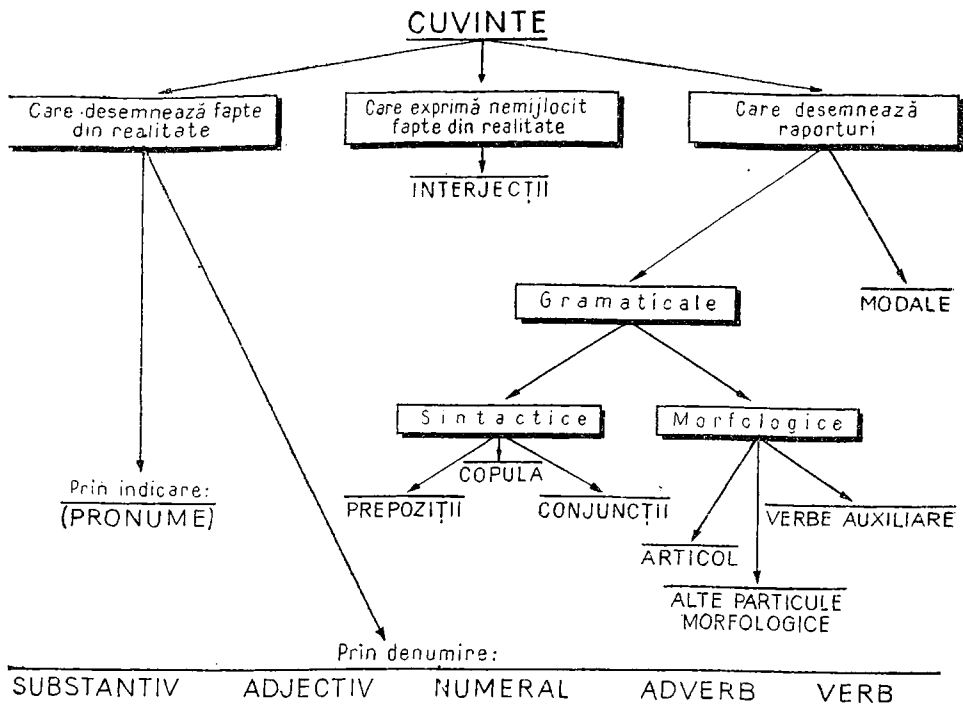 CUVINTE
Care desemnează fapte
din realitate
Care exprimă nemijlocit
fapte din realitate
Care desemnează
raporturi
INTERJECȚII
Gramaticale
MODALE
Sintactice
Morfologice
COPULA
Prin indicare:
(PRONUME)
PREPOZIȚII
CONJUNCȚII
VERBE AUXILIARE
ARTICOL
ALTE PARTICULE
MORFOLOGICE
Prin denumire:
SUBSTANTIV ADJECTIV NUMERAL ADVERB VERB